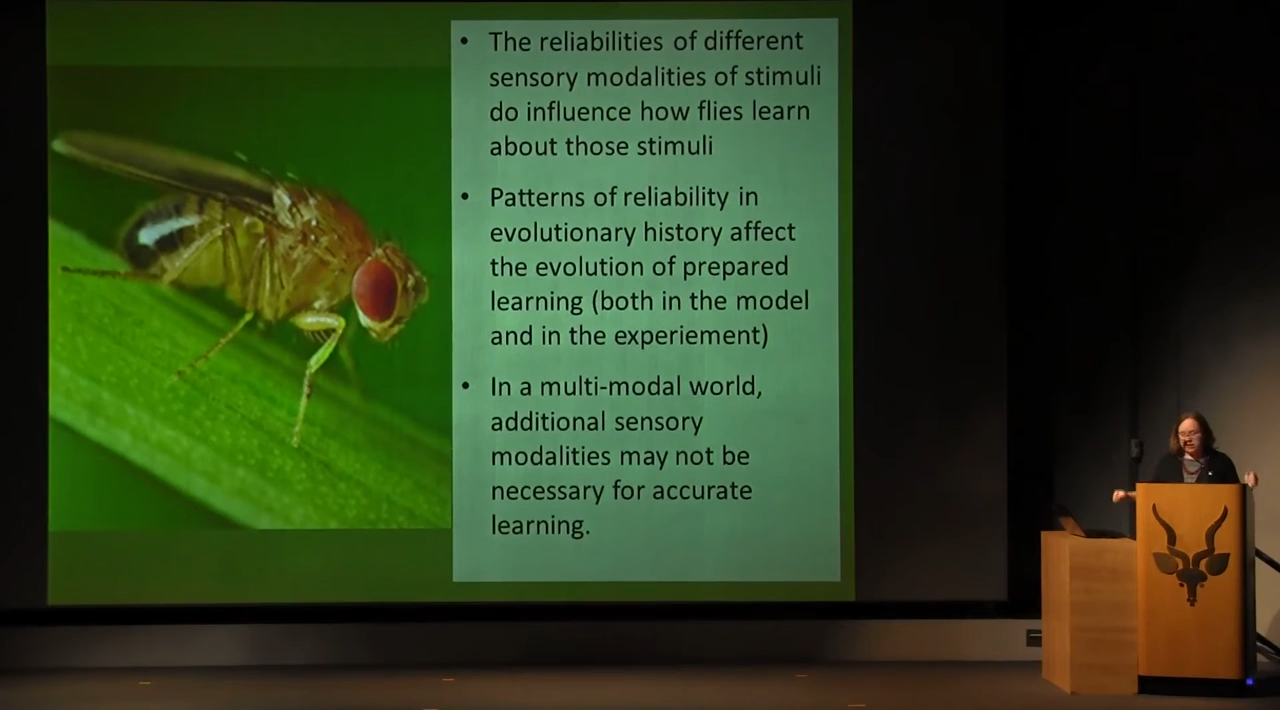 • The reliabilities of different
sensory modalities of stimuli
do influence how flies learn
about those stimuli
• Patterns of reliability in
evolutionary history affect
the evolution of prepared
learning (both in the model
and in the experiement)
• In a multi-modal world,
additional sensory
modalities may not be
necessary for accurate
learning.